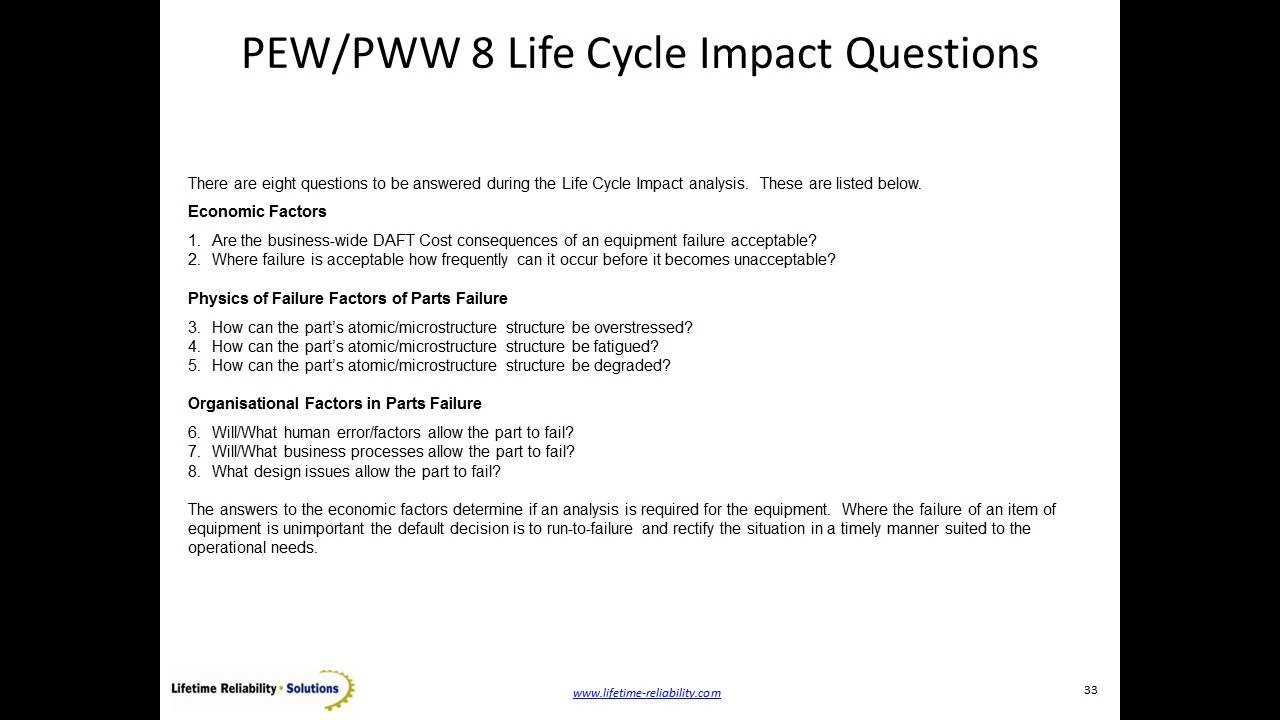 PEW/PWW 8 Life Cycle Impact Questions
There are eight questions to be answered during the Life Cycle Impact analysis. These are listed below.
Economic Factors
1. Are the business-wide DAFT Cost consequences of an equipment failure acceptable?
2. Where failure is acceptable how frequently can it occur before it becomes unacceptable?
Physics of Failure Factors of Parts Failure
3. How can the part's atomic/microstructure structure be overstressed?
4. How can the part's atomic/microstructure structure be fatigued?
5. How can the part's atomic/microstructure structure be degraded?
Organisational Factors in Parts Failure
6. Will/What human error/factors allow the part to fail?
7. Will/What business processes allow the part to fail?
8. What design issues allow the part to fail?
The answers to the economic factors determine if an analysis is required for the equipment. Where the failure of an item of
equipment is unimportant the default decision is to run-to-failure and rectify the situation in a timely manner suited to the
operational needs.
Lifetime Reliability • Solutions
www.lifetime-reliability.com
33